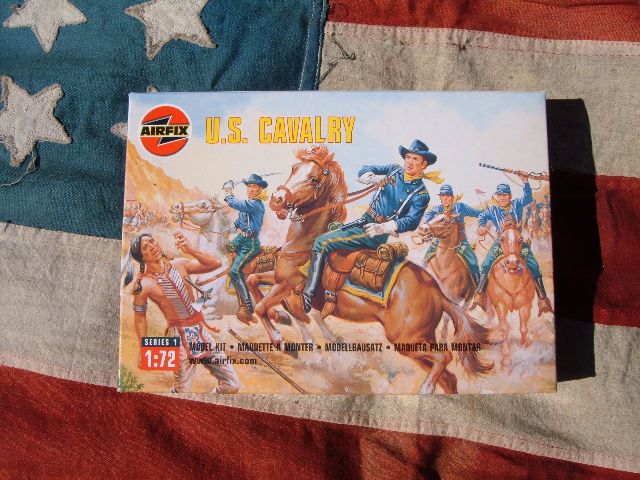 AIRFIX
U.S. CAVALRY
SERIES 1
1:72
MODEL KIT • MAQUETTE A MONTER • MODELLBAUSATZ • MAQUETA PARA MONTAR
www.airfix.com